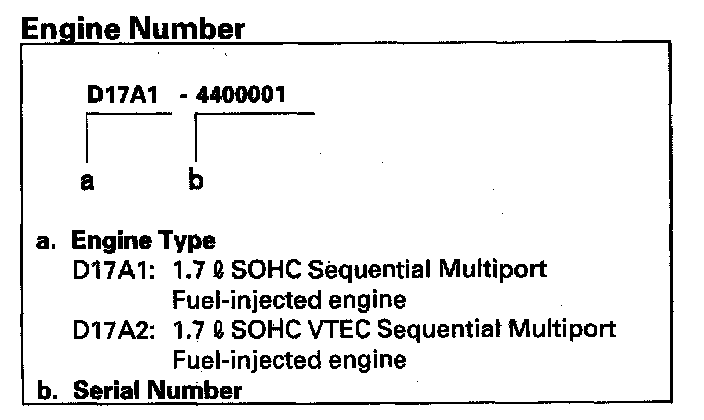 Engine Number
D17A1 - 4400001
a b
a. Engine Type
D17A1: 1.7 ℓ SOHC Sequential Multiport
Fuel-injected engine
D17A2: 1.7 ℓ SOHC VTEC Sequential Multiport
Fuel-injected engine
b. Serial Number